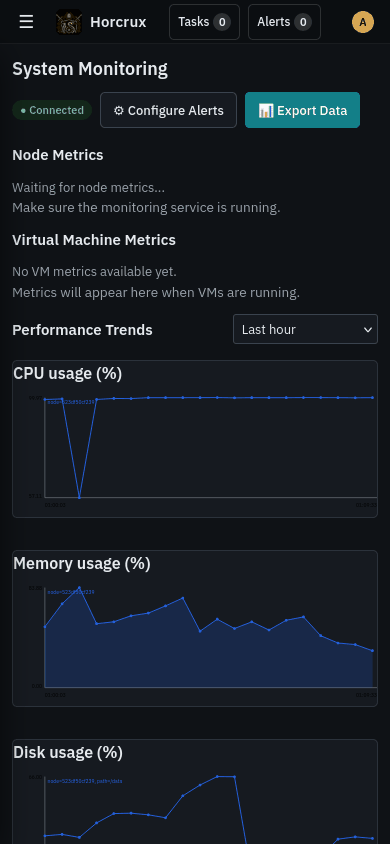 ☰ Horcrux Tasks 0 Alerts 0 A
System Monitoring
● Connected ⚙ Configure Alerts 📊 Export Data
Node Metrics
Waiting for node metrics...
Make sure the monitoring service is running.
Virtual Machine Metrics
No VM metrics available yet.
Metrics will appear here when VMs are running.
Performance Trends Last hour
CPU usage (%)
Memory usage (%)
Disk usage (%)